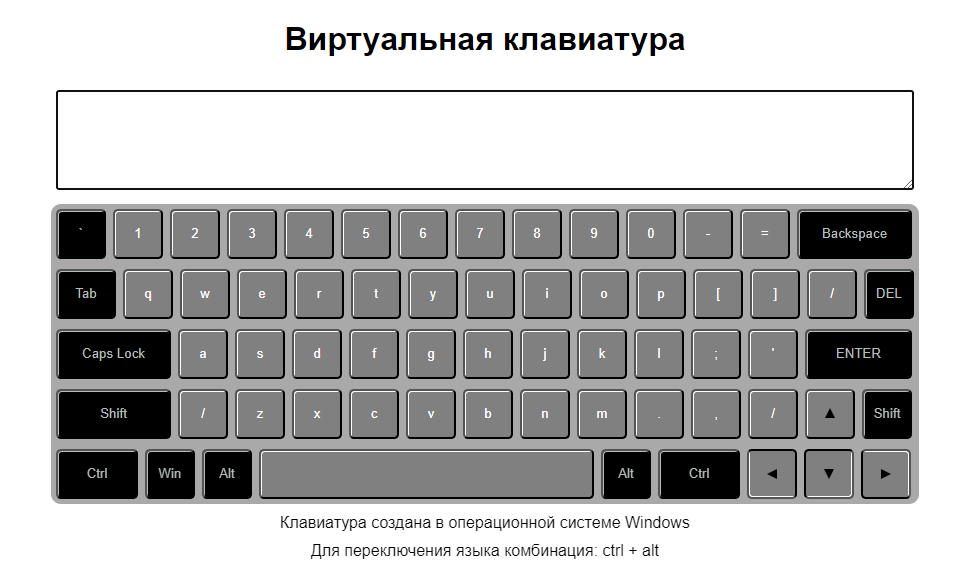 Виртуальная клавиатура
` 1 2 3 4 5 6 7 8 9 0 - = Backspace
Tab q w e r t y u i o p [ ] / DEL
Caps Lock a s d f g h j k l ; ' ENTER
Shift / z x c v b n m . , / ▲ Shift
Ctrl Win Alt Alt Ctrl ◄ ▼ ►
Клавиатура создана в операционной системе Windows
Для переключения языка комбинация: ctrl + alt